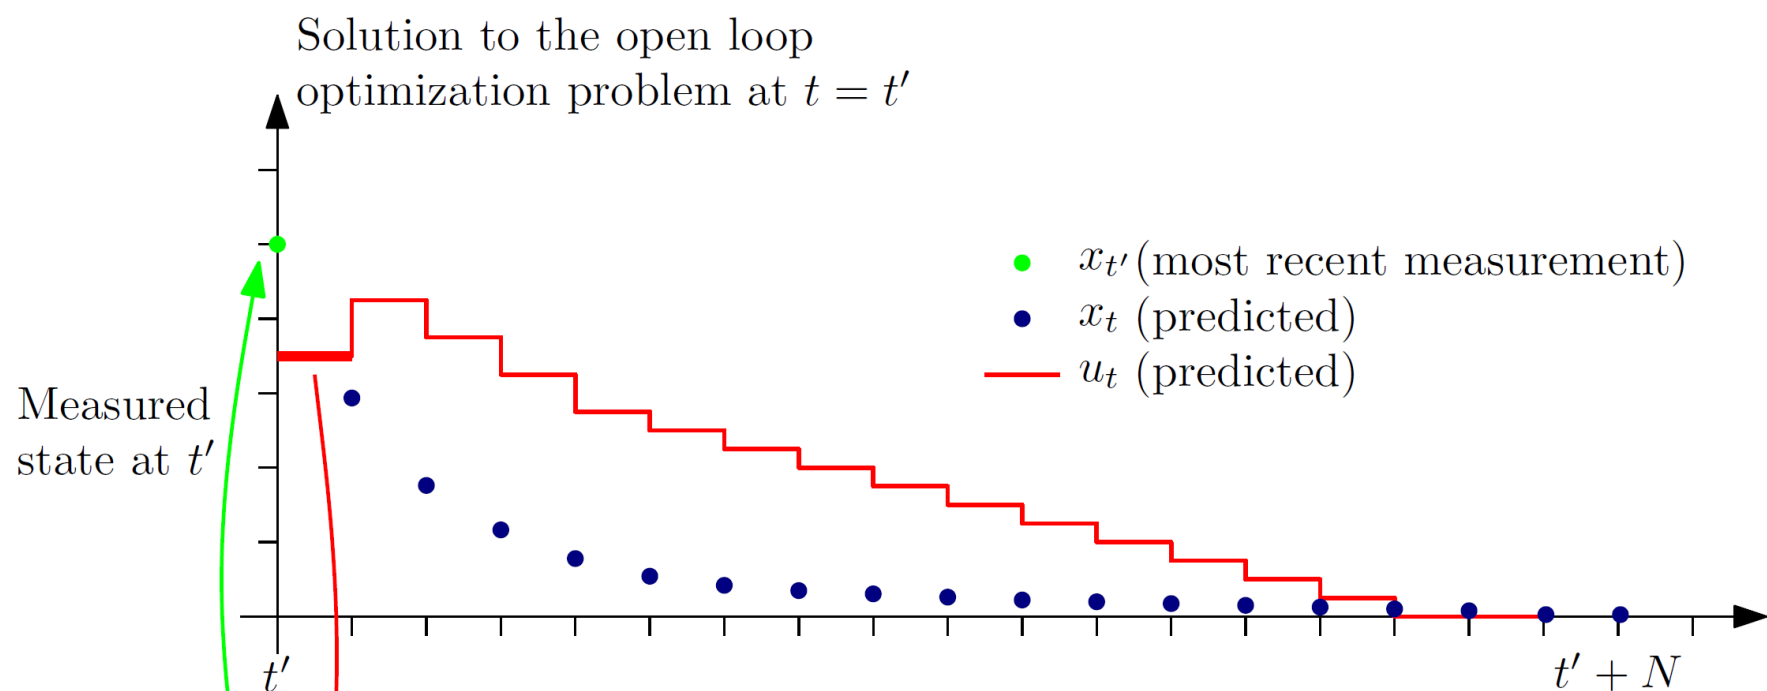 Solution to the open loop
optimization problem at t = t′
x_{t′} (most recent measurement)
x_t (predicted)
u_t (predicted)
Measured
state at t′
t′
t′ + N